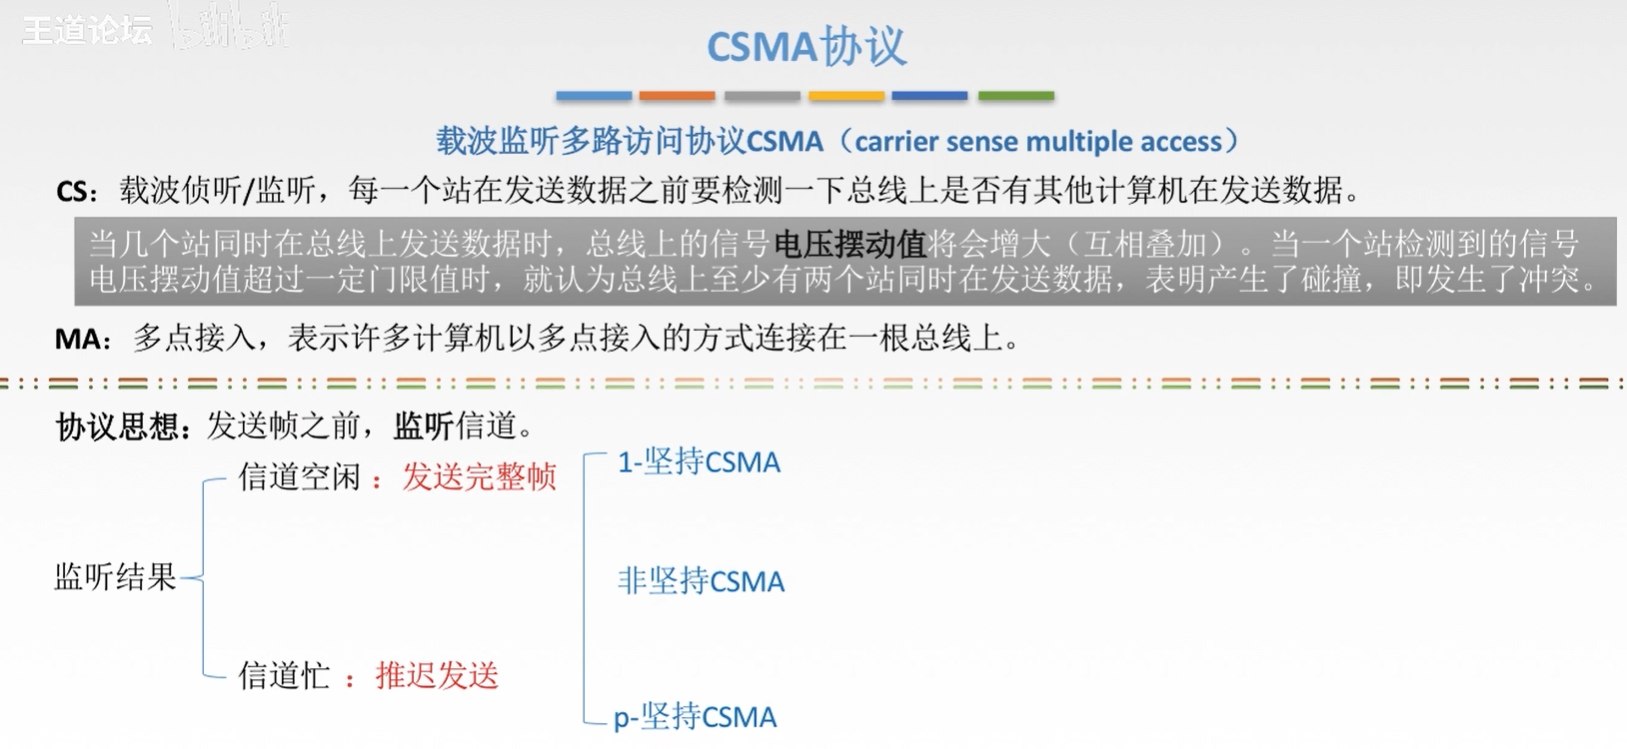 王道论坛 bilibili
CSMA协议
载波监听多路访问协议CSMA（carrier sense multiple access）
CS：载波侦听/监听，每一个站在发送数据之前要检测一下总线上是否有其他计算机在发送数据。
当几个站同时在总线上发送数据时，总线上的信号电压摆动值将会增大（互相叠加）。当一个站检测到的信号
电压摆动值超过一定门限值时，就认为总线上至少有两个站同时在发送数据，表明产生了碰撞，即发生了冲突。
MA：多点接入，表示许多计算机以多点接入的方式连接在一根总线上。
协议思想：发送帧之前，监听信道。
监听结果
信道空闲：发送完整帧
信道忙：推迟发送
1-坚持CSMA
非坚持CSMA
p-坚持CSMA